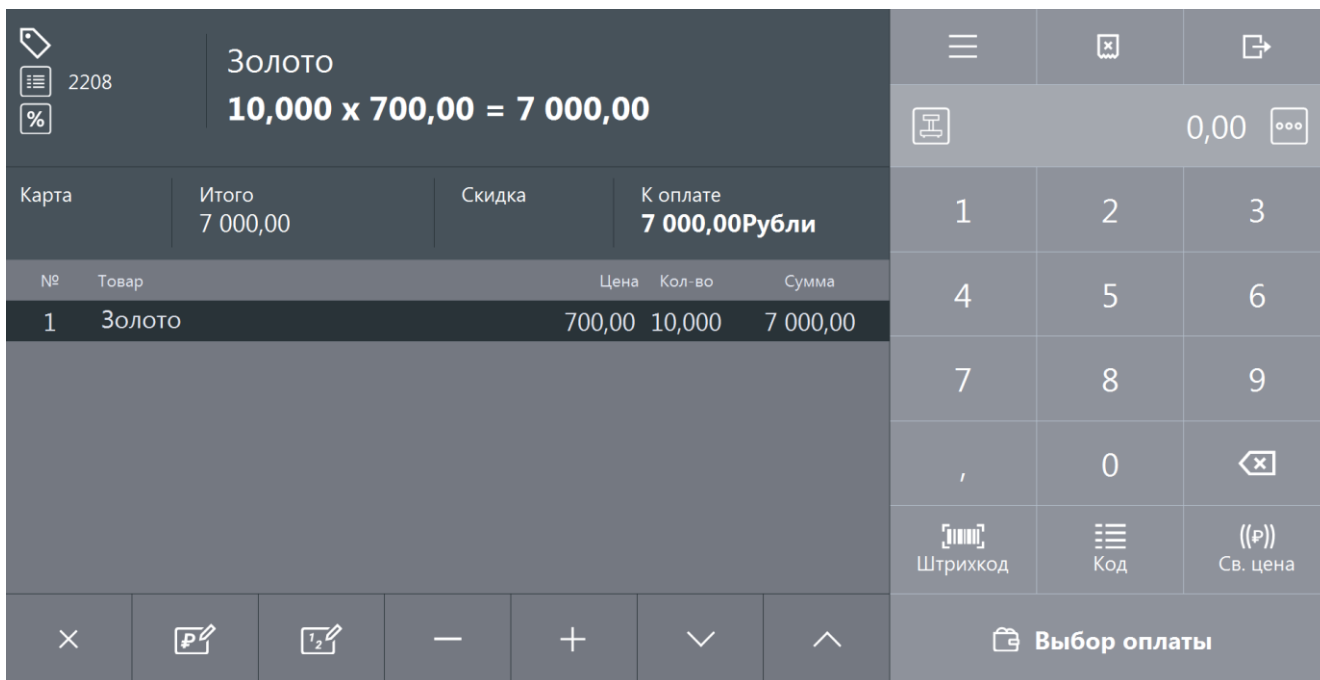 2208
%
Золото
10,000 x 700,00 = 7 000,00
Карта Итого Скидка К оплате
7 000,00 7 000,00Рубли
№ Товар Цена Кол-во Сумма
1 Золото 700,00 10,000 7 000,00
0,00
1 2 3
4 5 6
7 8 9
, 0
((₽))
Штрихкод Код Св. цена
₽ 1 2
Выбор оплаты